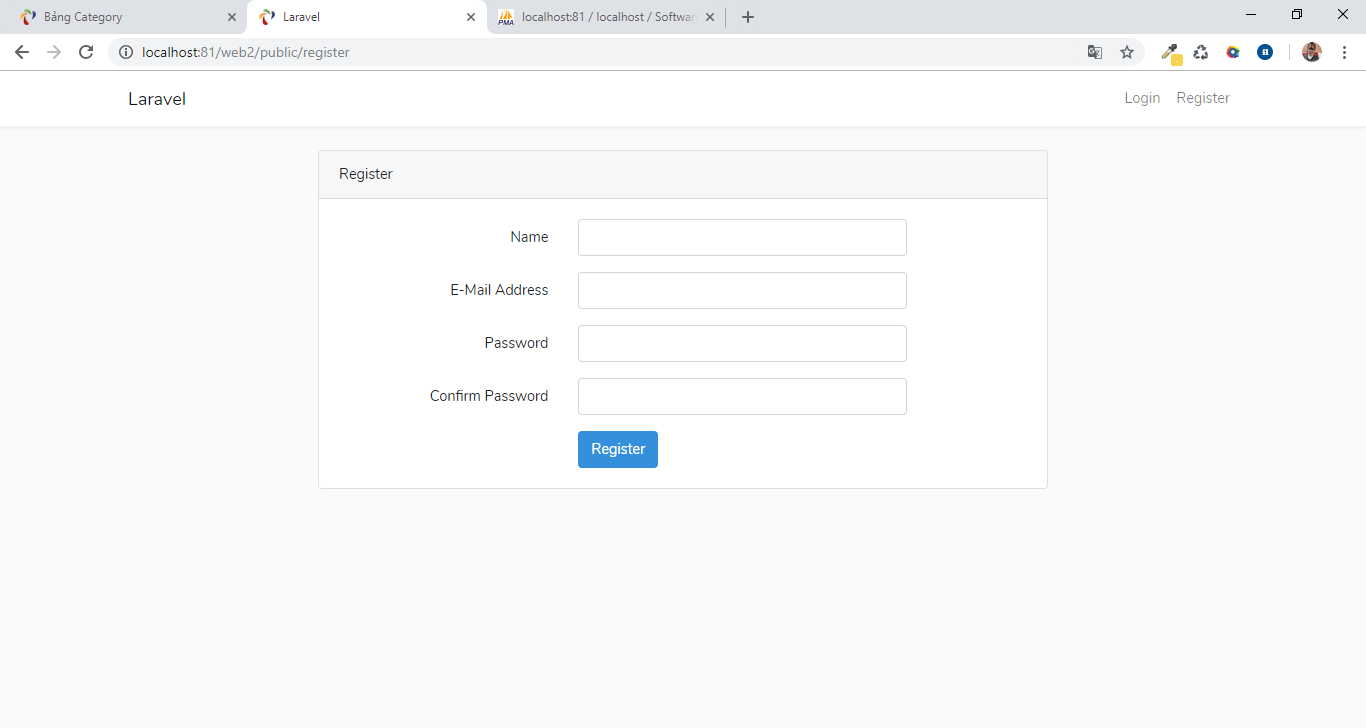 Bảng Category
Laravel
localhost:81 / localhost / Softwar
localhost:81/web2/public/register
Laravel
Login Register
Register
Name
E-Mail Address
Password
Confirm Password
Register